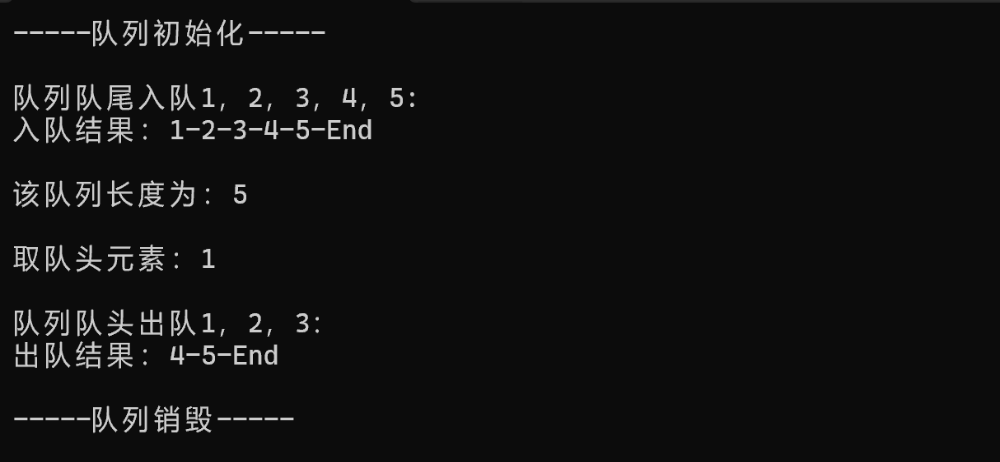 -----队列初始化-----
队列队尾入队1, 2, 3, 4, 5:
入队结果: 1-2-3-4-5-End
该队列长度为: 5
取队头元素: 1
队列队头出队1, 2, 3:
出队结果: 4-5-End
-----队列销毁-----